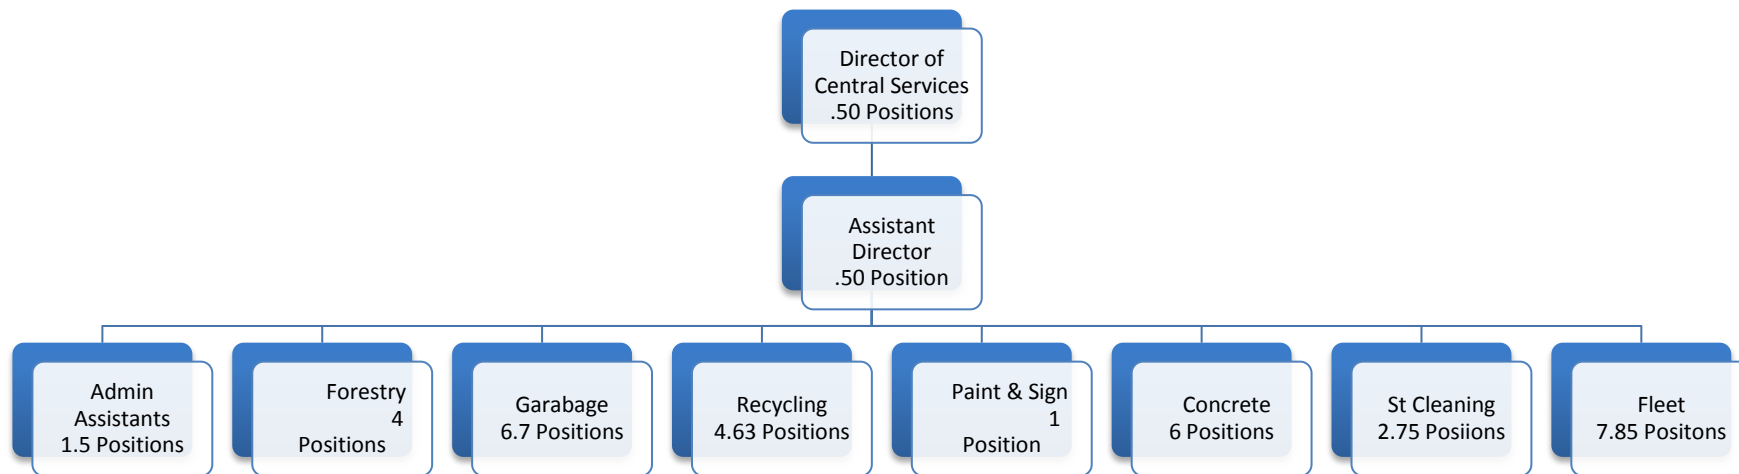 Director of
Central Services
.50 Positions
Assistant
Director
.50 Position
Admin
Assistants
1.5 Positions
Forestry
4
Positions
Garabage
6.7 Positions
Recycling
4.63 Positions
Paint & Sign
1
Position
Concrete
6 Positions
St Cleaning
2.75 Posiions
Fleet
7.85 Positons